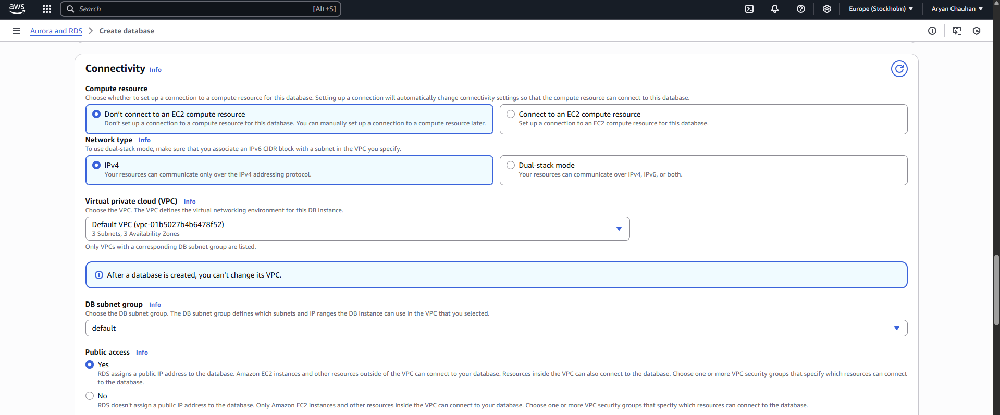 aws
Search
[Alt+S]
Europe (Stockholm)
Aryan Chauhan
Aurora and RDS
Create database
Connectivity Info
Compute resource
Choose whether to set up a connection to a compute resource for this database. Setting up a connection will automatically change connectivity settings so that the compute resource can connect to this database.
Don’t connect to an EC2 compute resource
Don’t set up a connection to a compute resource for this database. You can manually set up a connection to a compute resource later.
Connect to an EC2 compute resource
Set up a connection to an EC2 compute resource for this database.
Network type Info
To use dual-stack mode, make sure that you associate an IPv6 CIDR block with a subnet in the VPC you specify.
IPv4
Your resources can communicate only over the IPv4 addressing protocol.
Dual-stack mode
Your resources can communicate over IPv4, IPv6, or both.
Virtual private cloud (VPC) Info
Choose the VPC. The VPC defines the virtual networking environment for this DB instance.
Default VPC (vpc-01b5027b4b6478f52)
3 Subnets, 3 Availability Zones
Only VPCs with a corresponding DB subnet group are listed.
After a database is created, you can't change its VPC.
DB subnet group Info
Choose the DB subnet group. The DB subnet group defines which subnets and IP ranges the DB instance can use in the VPC that you selected.
default
Public access Info
Yes
RDS assigns a public IP address to the database. Amazon EC2 instances and other resources outside of the VPC can connect to your database. Resources inside the VPC can also connect to the database. Choose one or more VPC security groups that specify which resources can connect
to the database.
No
RDS doesn't assign a public IP address to the database. Only Amazon EC2 instances and other resources inside the VPC can connect to your database. Choose one or more VPC security groups that specify which resources can connect to the database.